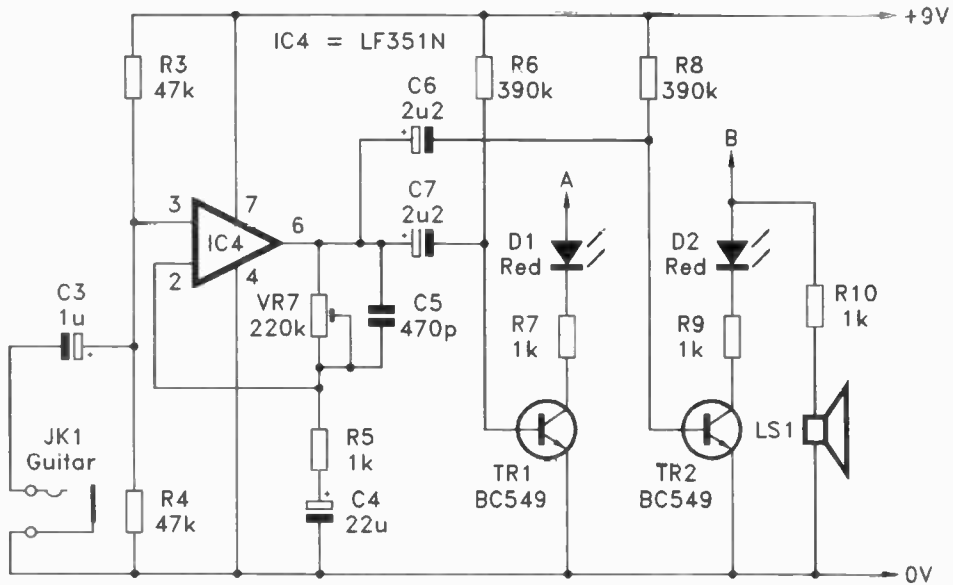 +9V
IC4 = LF351N
R3
47k
R6
390k
R8
390k
C6
2u2
+
B
A
C7
2u2
+
3
7
6
IC4
2
4
D1
Red
D2
Red
C3
1u
+
VR7
220k
C5
470p
R10
1k
R7
1k
R9
1k
JK1
Guitar
R5
1k
LS1
+
R4
47k
C4
22u
TR1
BC549
TR2
BC549
0V